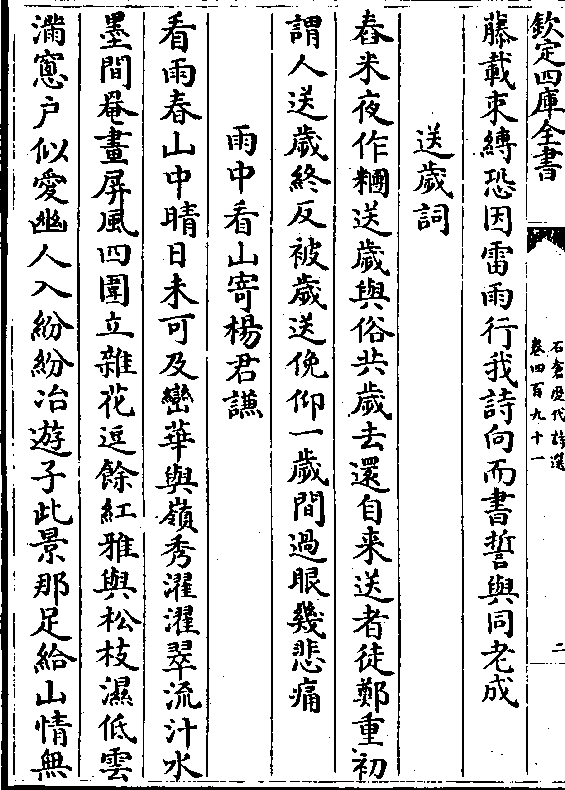 欽定四庫全書
石倉歴代詩選
卷四百九十一
二
藤載束縛恐因雷雨行我詩向而書誓與同老成
送歲詞
舂米夜作糰送歲與俗共歲去還自来送者徒鄭重初
謂人送歲終反被歲送俛仰一歲間過眼幾悲痛
雨中看山寄楊君謙
看雨春山中晴日未可及巒華與嶺秀濯濯翠流汁水
墨間罨畫屏風四圍立雜花逗餘紅雅與松枝濕低雲
滿窻户似愛幽人入紛紛冶遊子此景那足給山情無